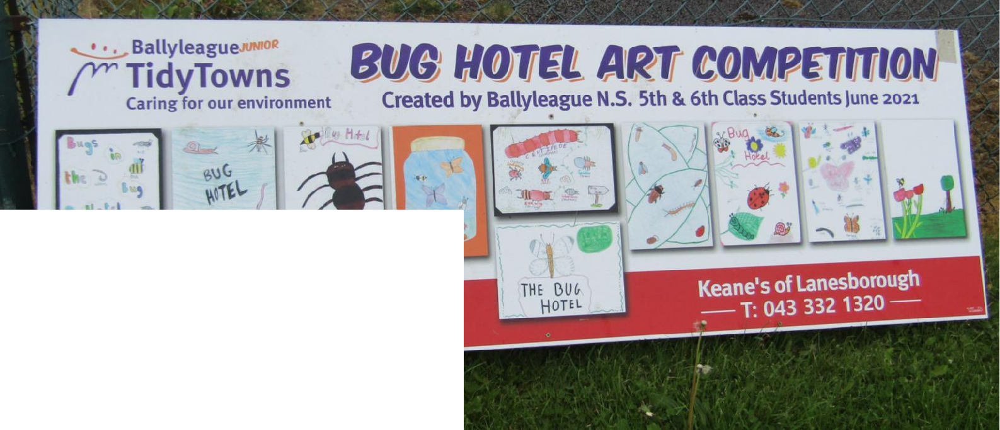 Ballyleague JUNIOR
TidyTowns
Caring for our environment
BUG HOTEL ART COMPETITION
Created by Ballyleague N.S. 5th & 6th Class Students June 2021
Bugs
in
the
Bug
Hotel
BUG
HOTEL
Bug Hotel
CENTIPEDE
EARWIG
THE BUG
HOTEL
Bug
Hotel
Keane's of Lanesborough
T: 043 332 1320